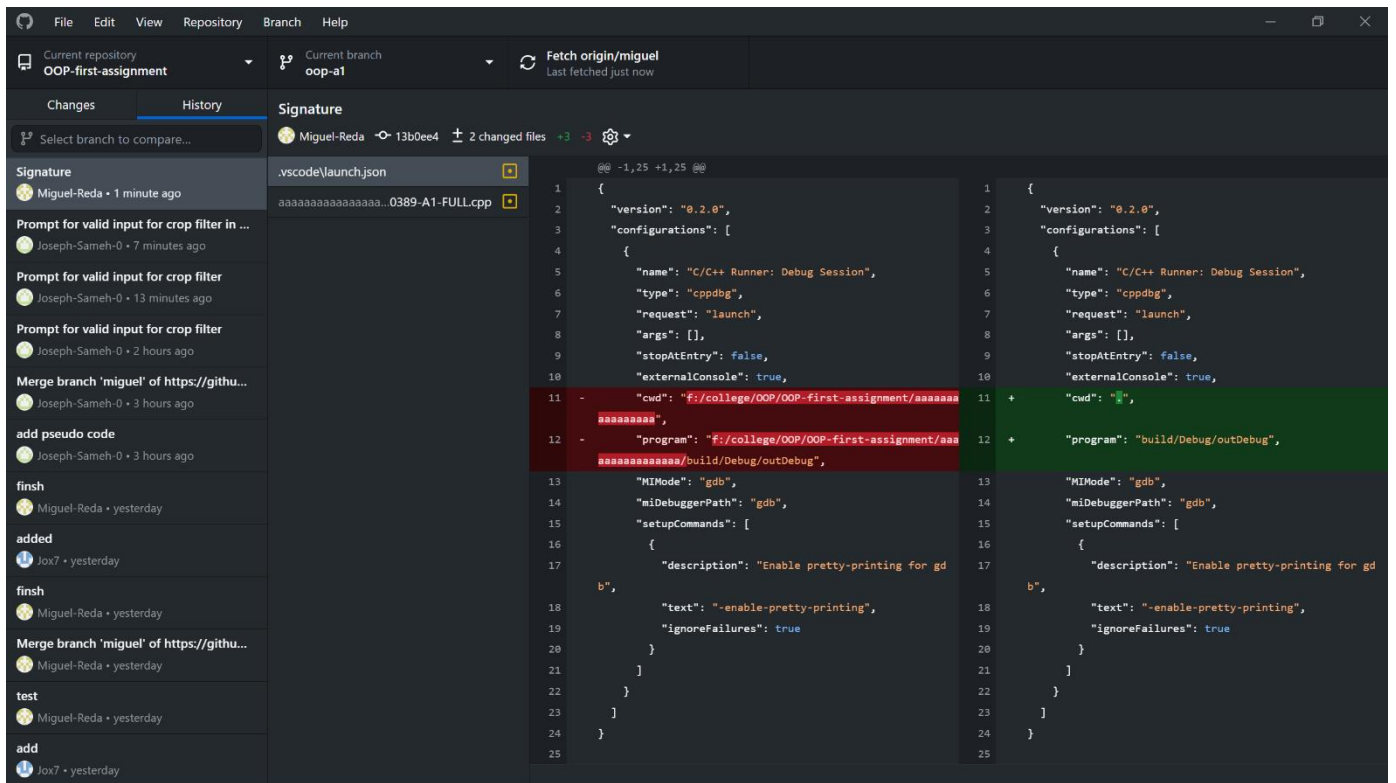 File Edit View Repository Branch Help
Current repository
OOP-first-assignment
Current branch
oop-a1
Fetch origin/miguel
Last fetched just now
Changes History
Select branch to compare...
Signature
Miguel-Reda • 1 minute ago
Prompt for valid input for crop filter in ...
Joseph-Sameh-0 • 7 minutes ago
Prompt for valid input for crop filter
Joseph-Sameh-0 • 13 minutes ago
Prompt for valid input for crop filter
Joseph-Sameh-0 • 2 hours ago
Merge branch 'miguel' of https://githu...
Joseph-Sameh-0 • 3 hours ago
add pseudo code
Joseph-Sameh-0 • 3 hours ago
finsh
Miguel-Reda • yesterday
added
Jox7 • yesterday
finsh
Miguel-Reda • yesterday
Merge branch 'miguel' of https://githu...
Miguel-Reda • yesterday
test
Miguel-Reda • yesterday
add
Jox7 • yesterday
Signature
Miguel-Reda 13b0ee4 2 changed files +3 -3
.vscode\launch.json
aaaaaaaaaaaaaaaa...0389-A1-FULL.cpp
@@ -1,25 +1,25 @@
1 {
2 "version": "0.2.0",
3 "configurations": [
4 {
5 "name": "C/C++ Runner: Debug Session",
6 "type": "cppdbg",
7 "request": "launch",
8 "args": [],
9 "stopAtEntry": false,
10 "externalConsole": true,
11 - "cwd": "f:/college/OOP/OOP-first-assignment/aaaaaaa
aaaaaaaaa",
12 - "program": "f:/college/OOP/OOP-first-assignment/aaa
aaaaaaaaaaaaa/build/Debug/outDebug",
13 "MIMode": "gdb",
14 "miDebuggerPath": "gdb",
15 "setupCommands": [
16 {
17 "description": "Enable pretty-printing for gd
b",
18 "text": "-enable-pretty-printing",
19 "ignoreFailures": true
20 }
21 ]
22 }
23 ]
24 }
25
1 {
2 "version": "0.2.0",
3 "configurations": [
4 {
5 "name": "C/C++ Runner: Debug Session",
6 "type": "cppdbg",
7 "request": "launch",
8 "args": [],
9 "stopAtEntry": false,
10 "externalConsole": true,
11 + "cwd": ".",
12 + "program": "build/Debug/outDebug",
13 "MIMode": "gdb",
14 "miDebuggerPath": "gdb",
15 "setupCommands": [
16 {
17 "description": "Enable pretty-printing for gd
b",
18 "text": "-enable-pretty-printing",
19 "ignoreFailures": true
20 }
21 ]
22 }
23 ]
24 }
25